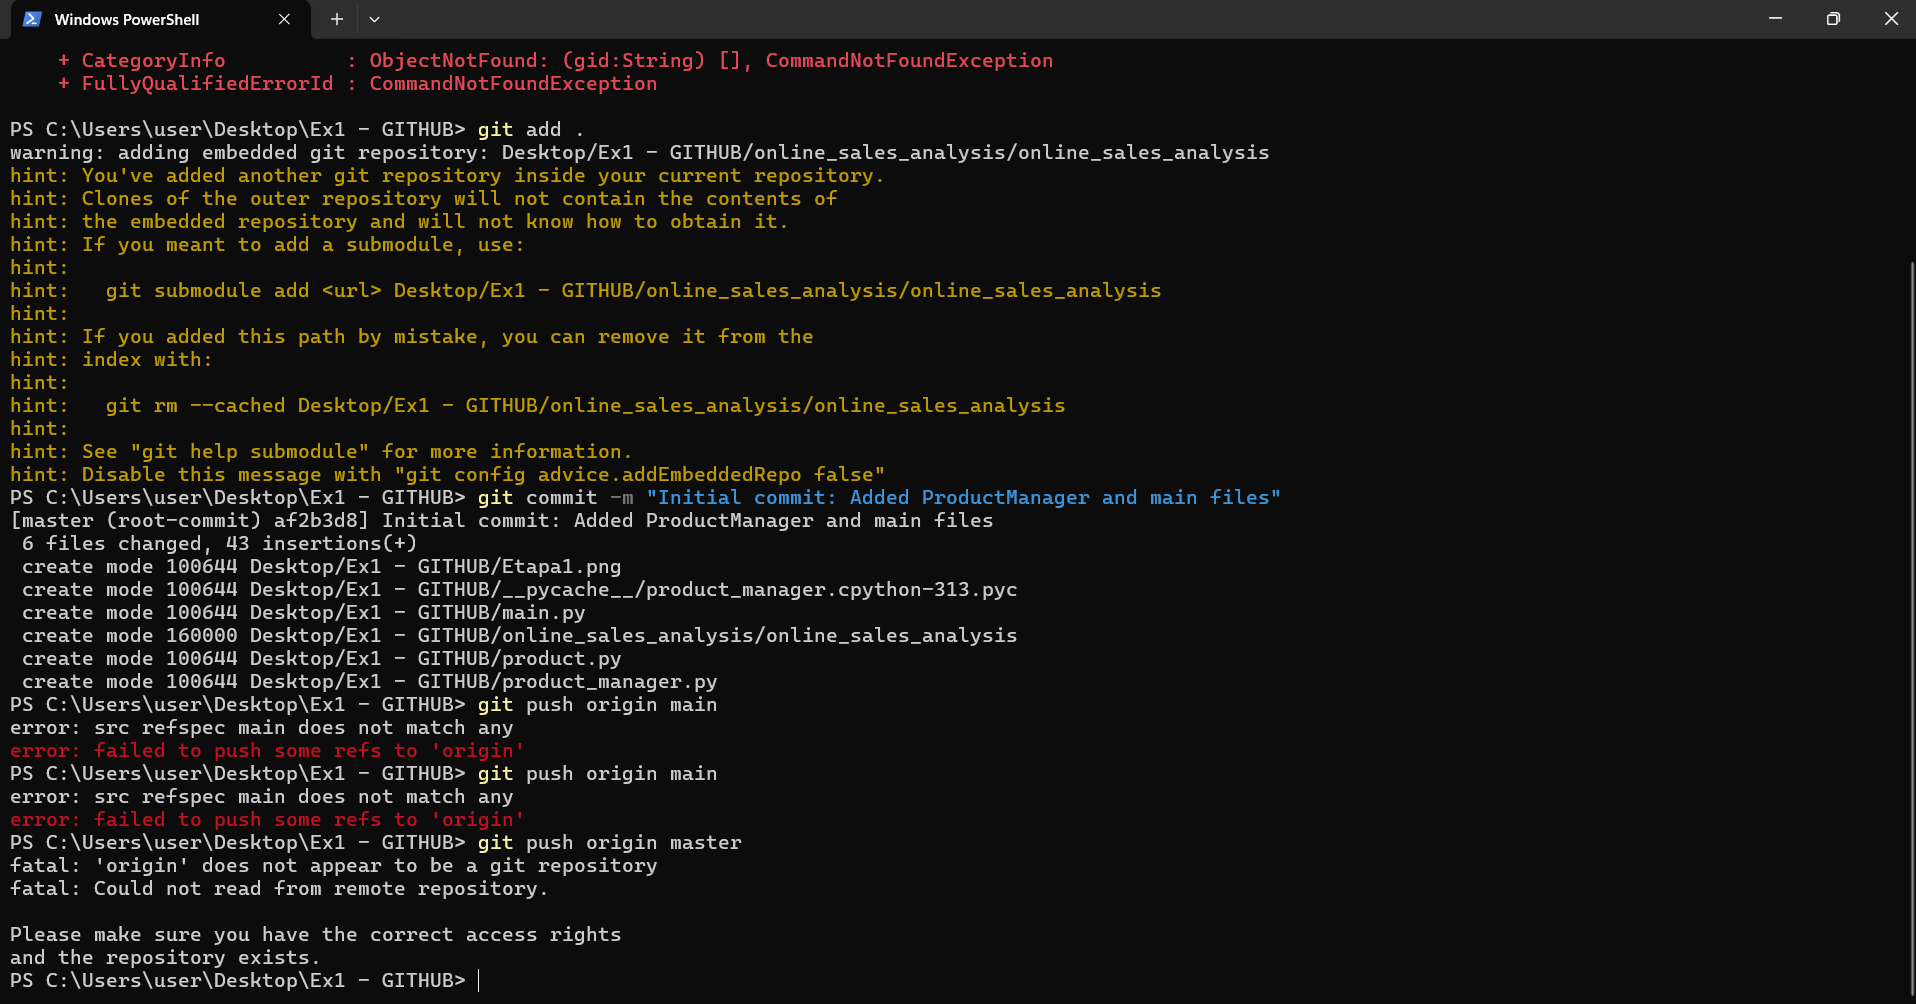 Windows PowerShell
    + CategoryInfo          : ObjectNotFound: (gid:String) [], CommandNotFoundException
    + FullyQualifiedErrorId : CommandNotFoundException
PS C:\Users\user\Desktop\Ex1 - GITHUB> git add .
warning: adding embedded git repository: Desktop/Ex1 - GITHUB/online_sales_analysis/online_sales_analysis
hint: You've added another git repository inside your current repository.
hint: Clones of the outer repository will not contain the contents of
hint: the embedded repository and will not know how to obtain it.
hint: If you meant to add a submodule, use:
hint:
hint:   git submodule add <url> Desktop/Ex1 - GITHUB/online_sales_analysis/online_sales_analysis
hint:
hint: If you added this path by mistake, you can remove it from the
hint: index with:
hint:
hint:   git rm --cached Desktop/Ex1 - GITHUB/online_sales_analysis/online_sales_analysis
hint:
hint: See "git help submodule" for more information.
hint: Disable this message with "git config advice.addEmbeddedRepo false"
PS C:\Users\user\Desktop\Ex1 - GITHUB> git commit -m "Initial commit: Added ProductManager and main files"
[master (root-commit) af2b3d8] Initial commit: Added ProductManager and main files
 6 files changed, 43 insertions(+)
 create mode 100644 Desktop/Ex1 - GITHUB/Etapa1.png
 create mode 100644 Desktop/Ex1 - GITHUB/__pycache__/product_manager.cpython-313.pyc
 create mode 100644 Desktop/Ex1 - GITHUB/main.py
 create mode 160000 Desktop/Ex1 - GITHUB/online_sales_analysis/online_sales_analysis
 create mode 100644 Desktop/Ex1 - GITHUB/product.py
 create mode 100644 Desktop/Ex1 - GITHUB/product_manager.py
PS C:\Users\user\Desktop\Ex1 - GITHUB> git push origin main
error: src refspec main does not match any
error: failed to push some refs to 'origin'
PS C:\Users\user\Desktop\Ex1 - GITHUB> git push origin main
error: src refspec main does not match any
error: failed to push some refs to 'origin'
PS C:\Users\user\Desktop\Ex1 - GITHUB> git push origin master
fatal: 'origin' does not appear to be a git repository
fatal: Could not read from remote repository.
Please make sure you have the correct access rights
and the repository exists.
PS C:\Users\user\Desktop\Ex1 - GITHUB>